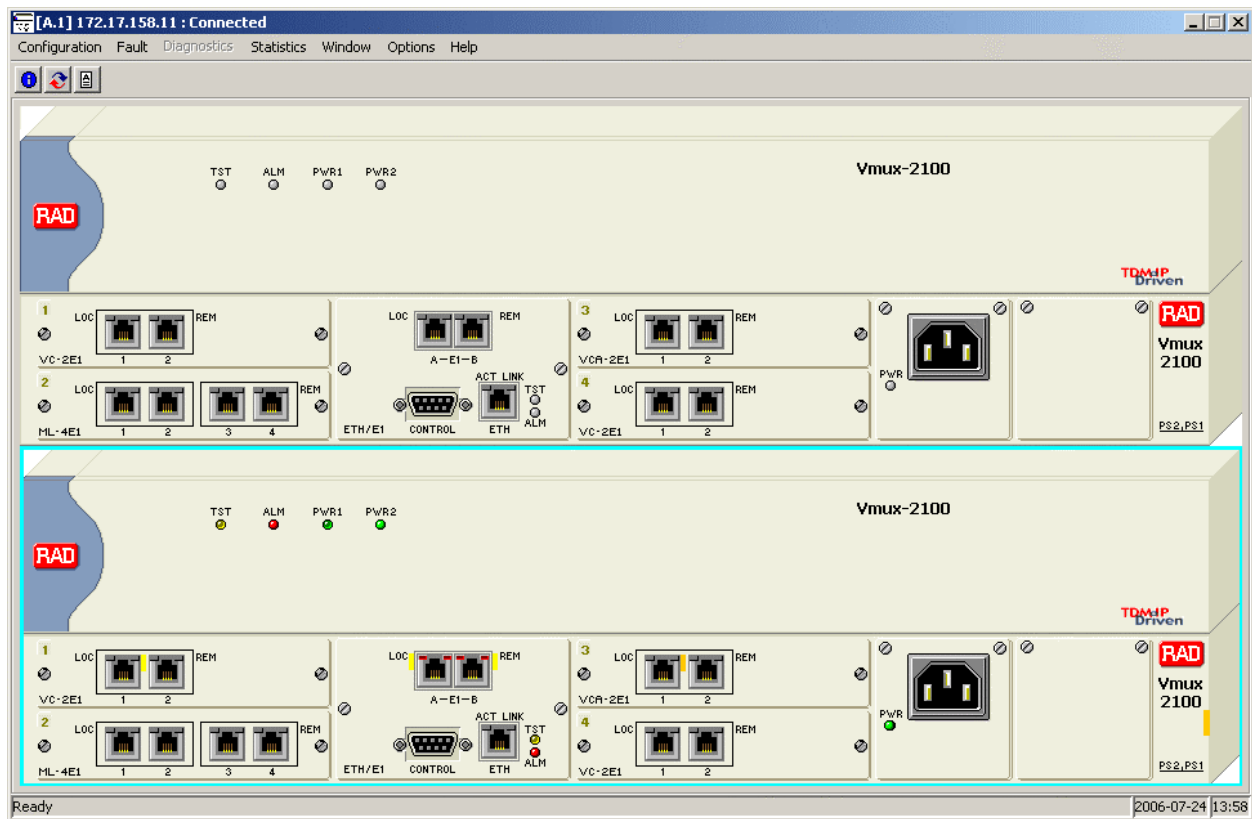 [A.1] 172.17.158.11 : Connected
Configuration Fault Diagnostics Statistics Window Options Help
TST ALM PWR1 PWR2
Vmux-2100
RAD
TDMoIP
Driven
1 LOC REM
VC-2E1 1 2
2 LOC REM
ML-4E1 1 2 3 4
LOC REM
A-E1-B
ACT LINK
TST
ALM
ETH/E1 CONTROL ETH
3 LOC REM
VCA-2E1 1 2
4 LOC REM
VC-2E1 1 2
PWR
RAD
Vmux
2100
PS2,PS1
TST ALM PWR1 PWR2
Vmux-2100
RAD
TDMoIP
Driven
1 LOC REM
VC-2E1 1 2
2 LOC REM
ML-4E1 1 2 3 4
LOC REM
A-E1-B
ACT LINK
TST
ALM
ETH/E1 CONTROL ETH
3 LOC REM
VCA-2E1 1 2
4 LOC REM
VC-2E1 1 2
PWR
RAD
Vmux
2100
PS2,PS1
Ready 2006-07-24 13:58